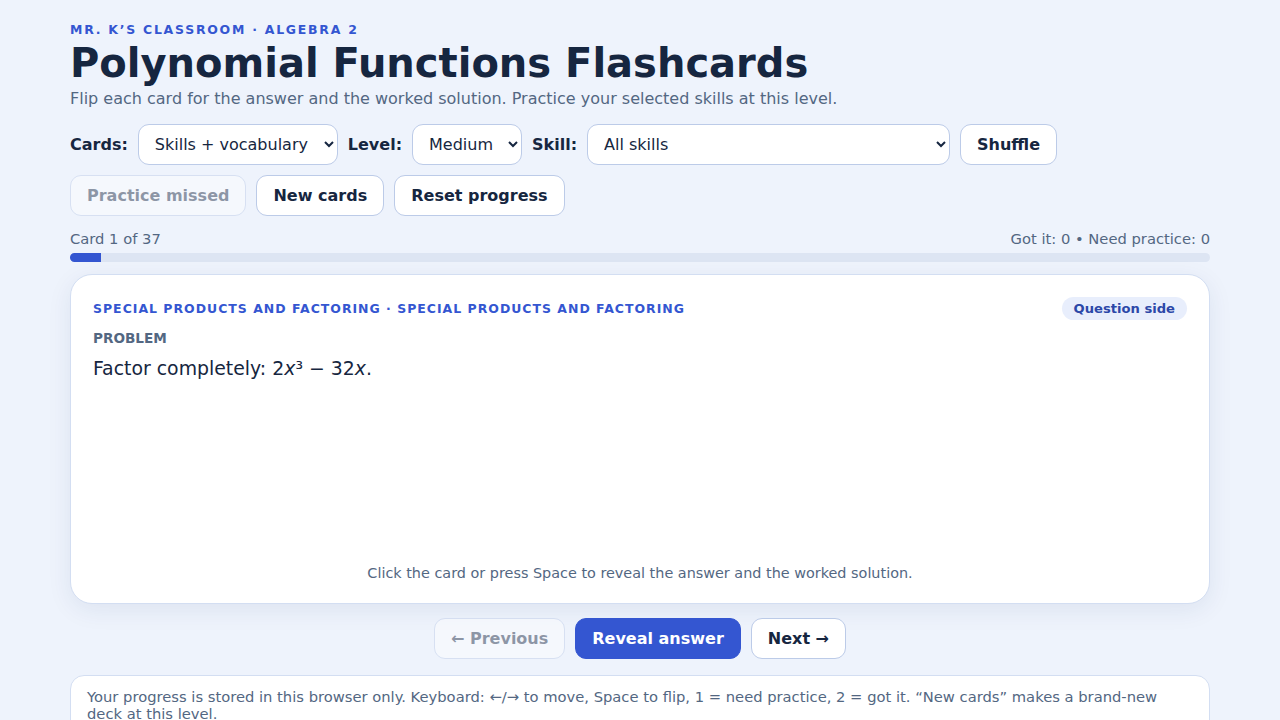 MR. K’S CLASSROOM · ALGEBRA 2
Polynomial Functions Flashcards
Flip each card for the answer and the worked solution. Practice your selected skills at this level.
Cards: Skills + vocabulary Level: Medium Skill: All skills Shuffle
Practice missed New cards Reset progress
Card 1 of 37 Got it: 0 • Need practice: 0
SPECIAL PRODUCTS AND FACTORING · SPECIAL PRODUCTS AND FACTORING Question side
PROBLEM
Factor completely: 2x³ − 32x.
Click the card or press Space to reveal the answer and the worked solution.
← Previous Reveal answer Next →
Your progress is stored in this browser only. Keyboard: ←/→ to move, Space to flip, 1 = need practice, 2 = got it. “New cards” makes a brand-new
deck at this level.